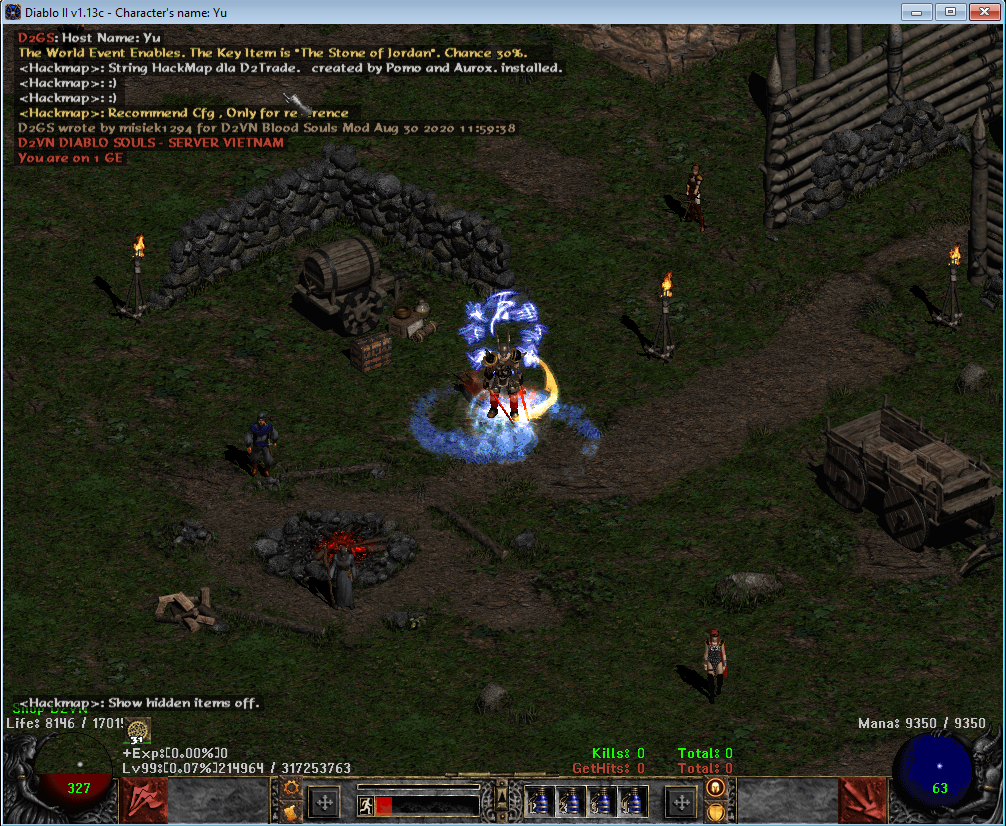 Diablo II v1.13c - Character's name: Yu
D2GS: Host Name: Yu
The World Event Enables. The Key Item is "The Stone of Jordan". Chance 30%.
<Hackmap>: String HackMap dla D2Trade. created by Pomo and Aurox. installed.
<Hackmap>: :)
<Hackmap>: :)
<Hackmap>: Recommend Cfg , Only for re rence
D2GS wrote by misiek1294 for D2VN Blood Souls Mod Aug 30 2020 11:59:38
D2VN DIABLO SOULS - SERVER VIETNAM
You are on 1 GE
<Hackmap>: Show hidden items off.
Shop D2VN
Life: 8146 / 1701
Mana: 9350 / 9350
31
+Exp:[0.00%]0
Kills: 0 Total: 0
Lv99:[0.07%]214964 / 317253763
GetHits: 0 Total: 0
327
63